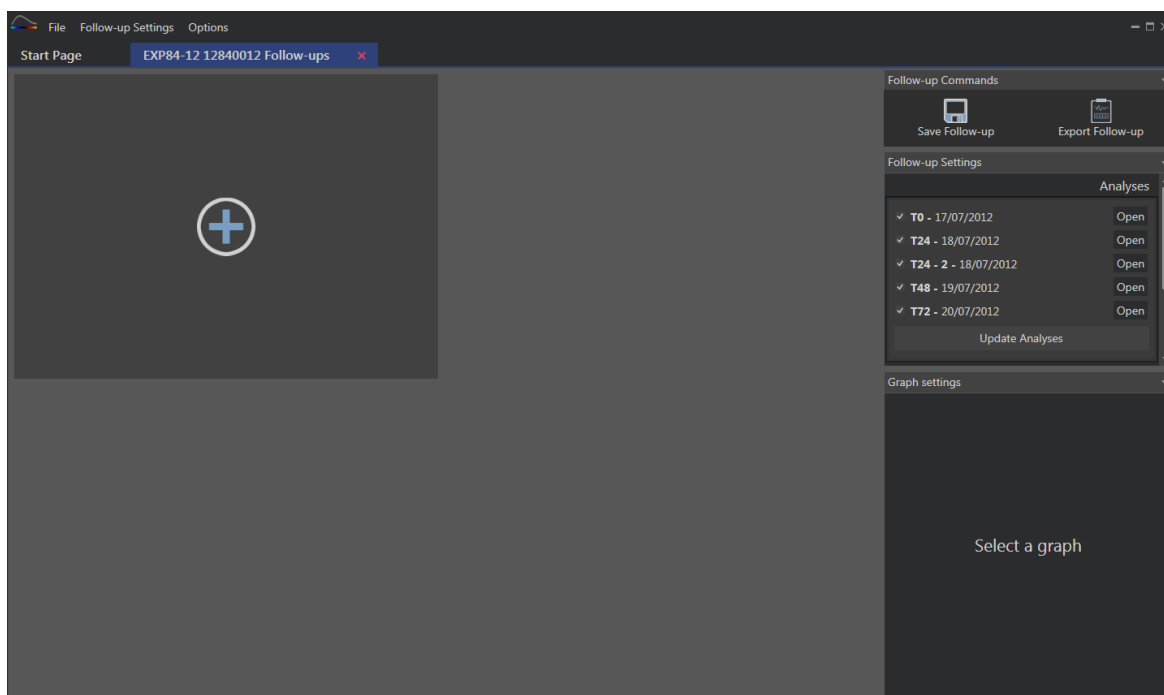 File Follow-up Settings Options
Start Page EXP84-12 12840012 Follow-ups
Follow-up Commands
Save Follow-up Export Follow-up
Follow-up Settings
Analyses
T0 - 17/07/2012 Open
T24 - 18/07/2012 Open
T24 - 2 - 18/07/2012 Open
T48 - 19/07/2012 Open
T72 - 20/07/2012 Open
Update Analyses
Graph settings
Select a graph